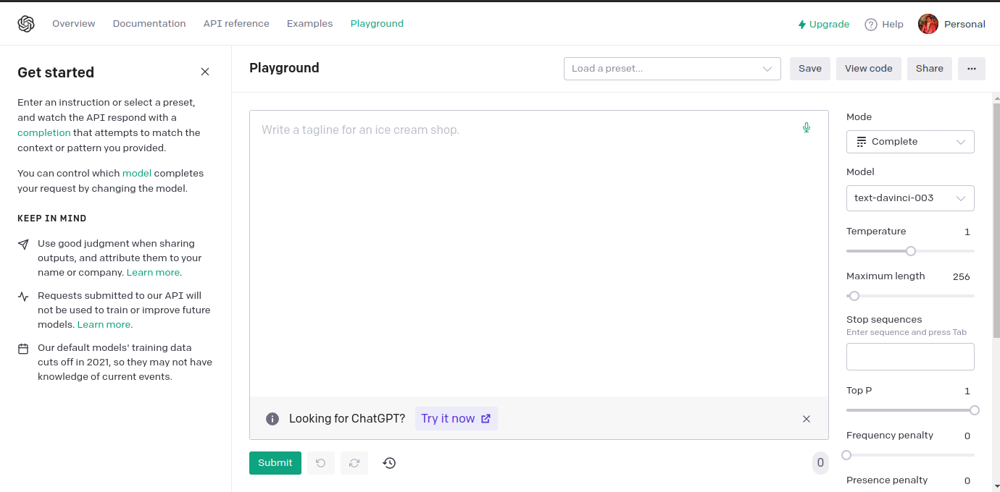 Overview Documentation API reference Examples Playground Upgrade Help Personal
Get started
Enter an instruction or select a preset,
and watch the API respond with a
completion that attempts to match the
context or pattern you provided.
You can control which model completes
your request by changing the model.
KEEP IN MIND
Use good judgment when sharing
outputs, and attribute them to your
name or company. Learn more.
Requests submitted to our API will
not be used to train or improve future
models. Learn more.
Our default models' training data
cuts off in 2021, so they may not have
knowledge of current events.
Playground Load a preset... Save View code Share ...
Write a tagline for an ice cream shop.
Looking for ChatGPT? Try it now
Submit 0
Mode
Complete
Model
text-davinci-003
Temperature 1
Maximum length 256
Stop sequences
Enter sequence and press Tab
Top P 1
Frequency penalty 0
Presence penalty 0